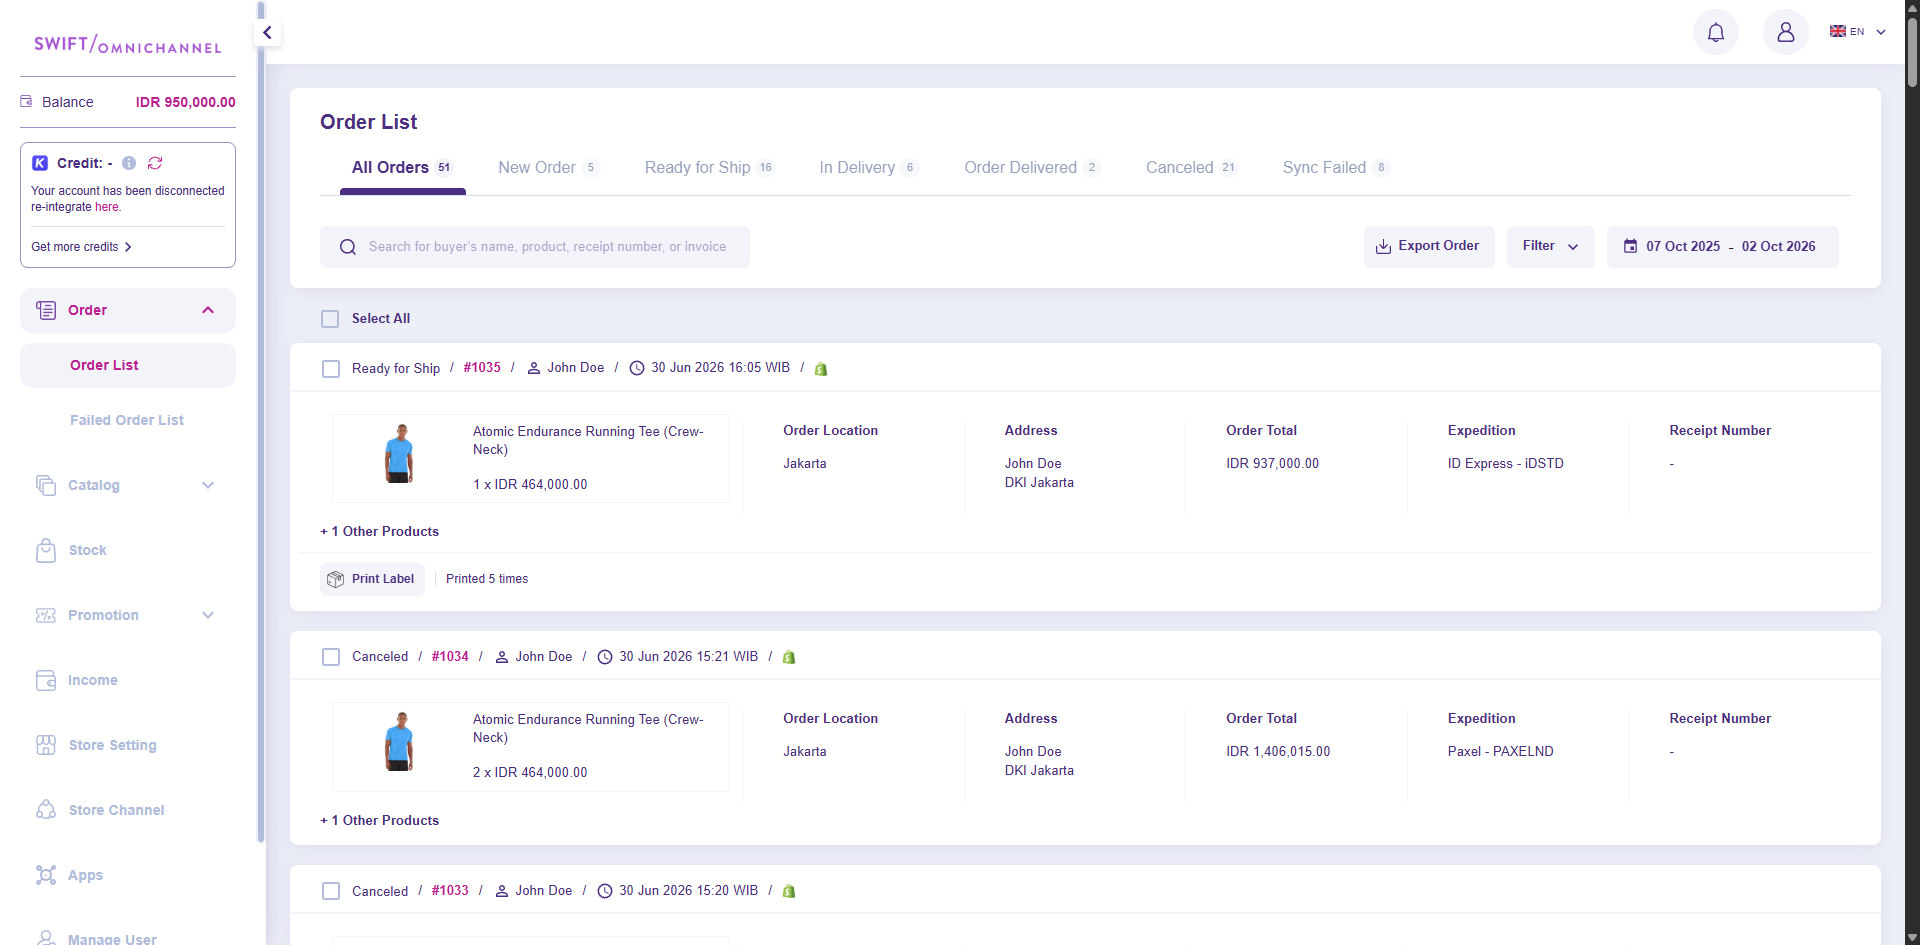 SWIFT/OMNICHANNEL
Balance IDR 950,000.00
K Credit: -
Your account has been disconnected
re-integrate here.
Get more credits
Order
Order List
Failed Order List
Catalog
Stock
Promotion
Income
Store Setting
Store Channel
Apps
Manage User
EN
Order List
All Orders 51 New Order 5 Ready for Ship 16 In Delivery 6 Order Delivered 2 Canceled 21 Sync Failed 8
Search for buyer's name, product, receipt number, or invoice
Export Order Filter 07 Oct 2025 - 02 Oct 2026
Select All
Ready for Ship / #1035 / John Doe / 30 Jun 2026 16:05 WIB /
Atomic Endurance Running Tee (Crew-
Neck)
1 x IDR 464,000.00
Order Location
Jakarta
Address
John Doe
DKI Jakarta
Order Total
IDR 937,000.00
Expedition
ID Express - iDSTD
Receipt Number
-
+ 1 Other Products
Print Label Printed 5 times
Canceled / #1034 / John Doe / 30 Jun 2026 15:21 WIB /
Atomic Endurance Running Tee (Crew-
Neck)
2 x IDR 464,000.00
Order Location
Jakarta
Address
John Doe
DKI Jakarta
Order Total
IDR 1,406,015.00
Expedition
Paxel - PAXELND
Receipt Number
-
+ 1 Other Products
Canceled / #1033 / John Doe / 30 Jun 2026 15:20 WIB /